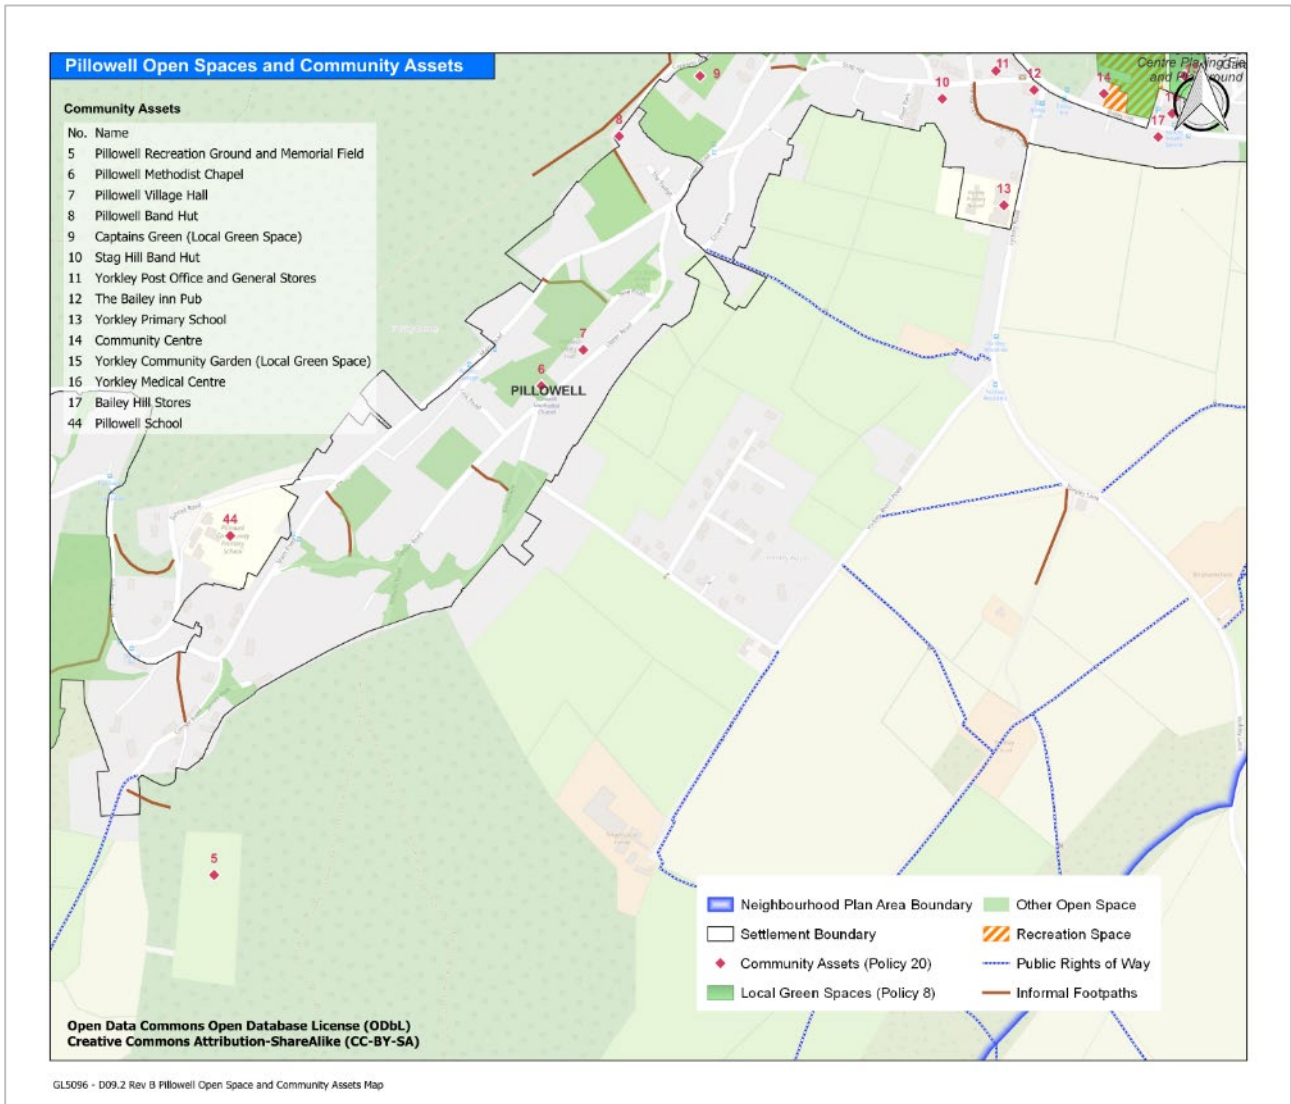 Pillowell Open Spaces and Community Assets
Community Assets
No. Name
5 Pillowell Recreation Ground and Memorial Field
6 Pillowell Methodist Chapel
7 Pillowell Village Hall
8 Pillowell Band Hut
9 Captains Green (Local Green Space)
10 Stag Hill Band Hut
11 Yorkley Post Office and General Stores
12 The Bailey inn Pub
13 Yorkley Primary School
14 Community Centre
15 Yorkley Community Garden (Local Green Space)
16 Yorkley Medical Centre
17 Bailey Hill Stores
44 Pillowell School
9
8
10
11
12
14
17
13
7
6
PILLOWELL
44
5
Neighbourhood Plan Area Boundary
Settlement Boundary
Community Assets (Policy 20)
Local Green Spaces (Policy 8)
Other Open Space
Recreation Space
Public Rights of Way
Informal Footpaths
Open Data Commons Open Database License (ODbL)
Creative Commons Attribution-ShareAlike (CC-BY-SA)
GL5096 - D09.2 Rev B Pillowell Open Space and Community Assets Map